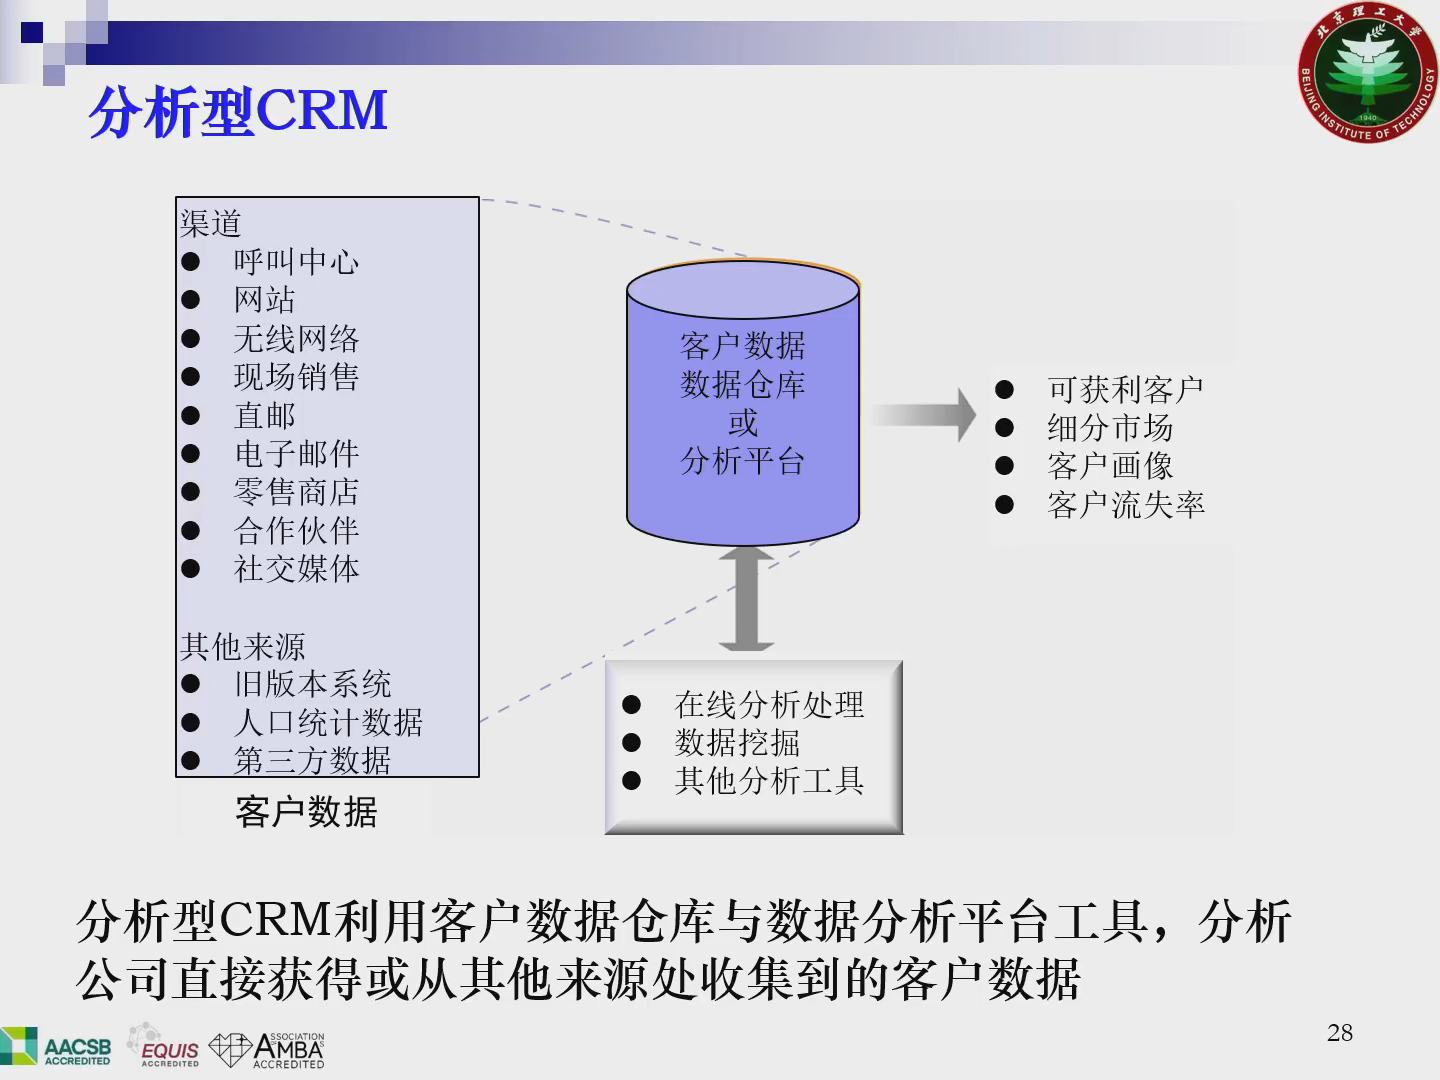 分析型CRM
北京理工大学
BEIJING INSTITUTE OF TECHNOLOGY
1940
渠道
● 呼叫中心
● 网站
● 无线网络
● 现场销售
● 直邮
● 电子邮件
● 零售商店
● 合作伙伴
● 社交媒体
其他来源
● 旧版本系统
● 人口统计数据
● 第三方数据
客户数据
客户数据
数据仓库
或
分析平台
● 可获利客户
● 细分市场
● 客户画像
● 客户流失率
● 在线分析处理
● 数据挖掘
● 其他分析工具
分析型CRM利用客户数据仓库与数据分析平台工具，分析
公司直接获得或从其他来源处收集到的客户数据
AACSB
ACCREDITED
EQUIS
ACCREDITED
ASSOCIATION
OF
AMBA'S
ACCREDITED
28